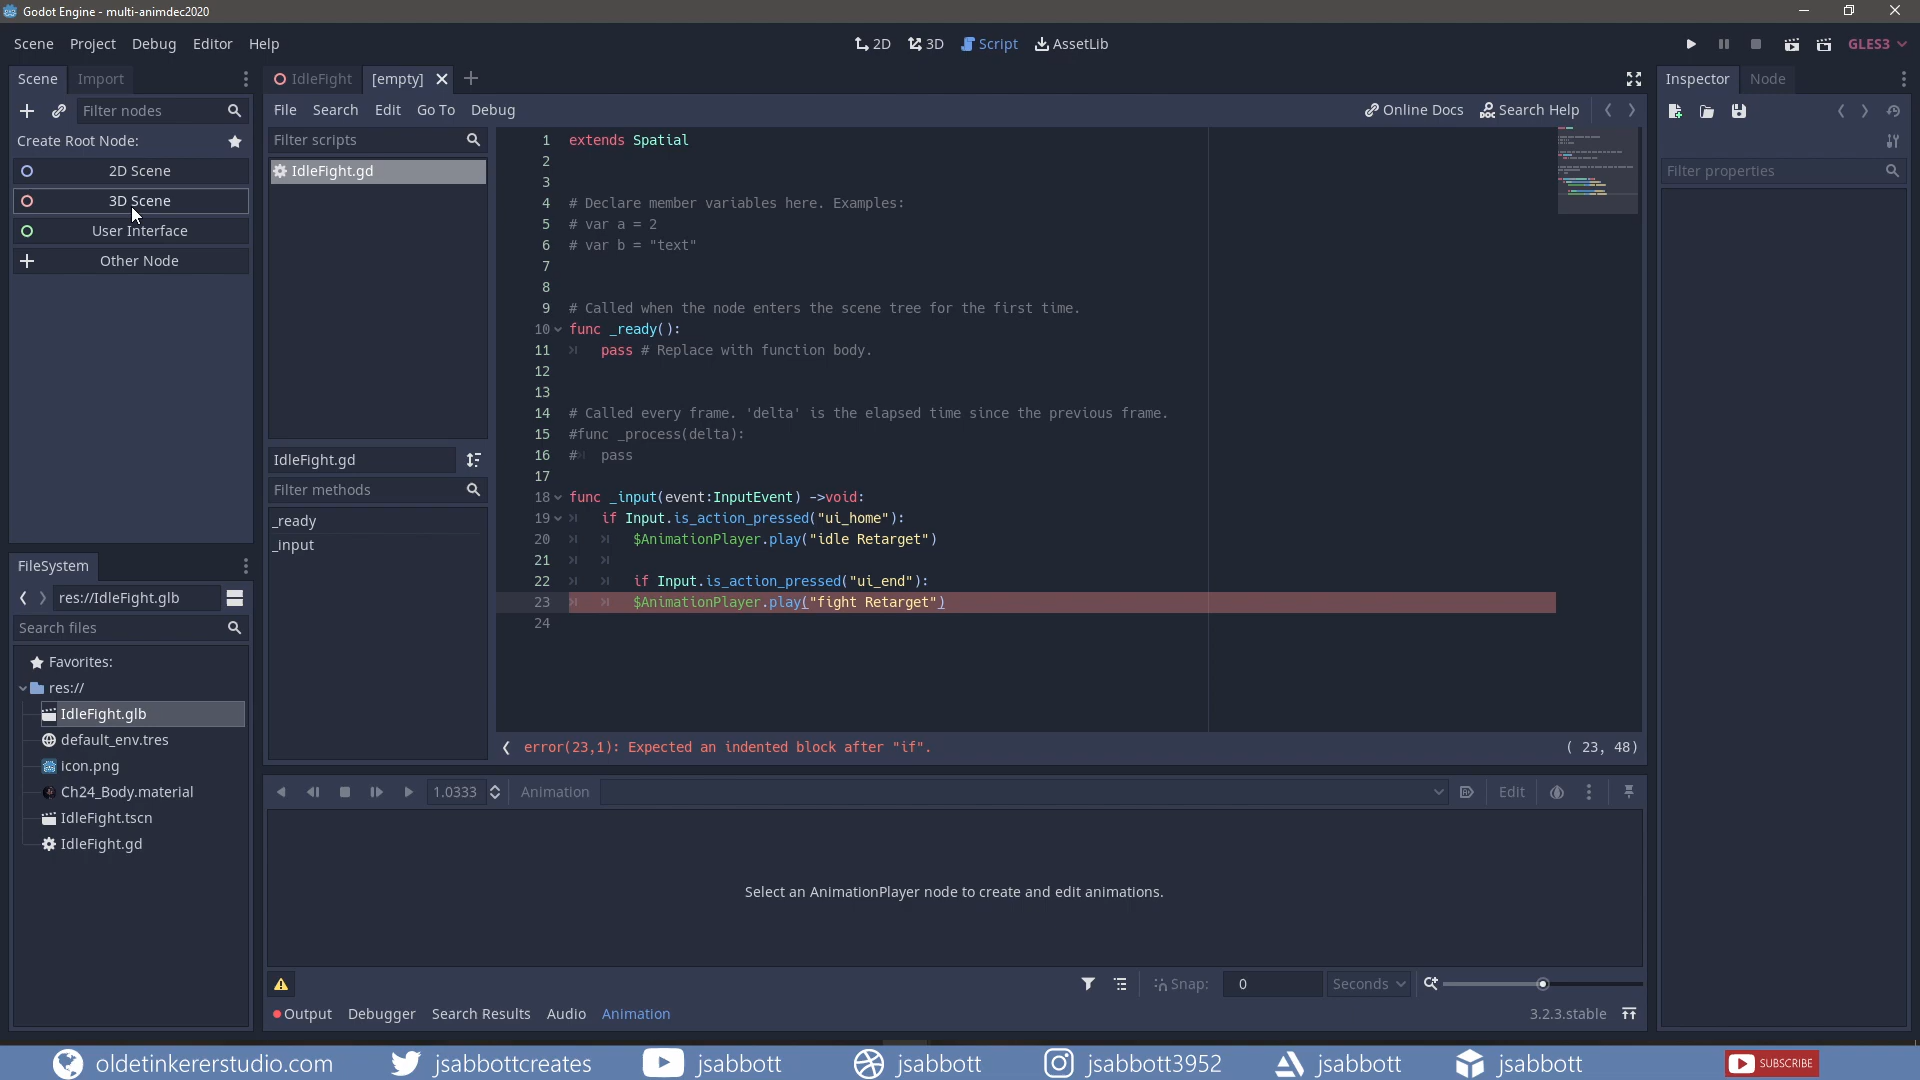 Godot Engine - multi-animdec2020
Scene Project Debug Editor Help
2D 3D Script AssetLib
GLES3
Scene Import
Filter nodes
Create Root Node:
2D Scene
3D Scene
User Interface
Other Node
FileSystem
res://IdleFight.glb
Search files
Favorites:
res://
IdleFight.glb
default_env.tres
icon.png
Ch24_Body.material
IdleFight.tscn
IdleFight.gd
IdleFight [empty]
File Search Edit Go To Debug
Online Docs Search Help
Filter scripts
IdleFight.gd
IdleFight.gd
Filter methods
_ready
_input
1 extends Spatial
2
3
4 # Declare member variables here. Examples:
5 # var a = 2
6 # var b = "text"
7
8
9 # Called when the node enters the scene tree for the first time.
10 func _ready():
11 pass # Replace with function body.
12
13
14 # Called every frame. 'delta' is the elapsed time since the previous frame.
15 #func _process(delta):
16 # pass
17
18 func _input(event:InputEvent) ->void:
19 if Input.is_action_pressed("ui_home"):
20 $AnimationPlayer.play("idle Retarget")
21
22 if Input.is_action_pressed("ui_end"):
23 $AnimationPlayer.play("fight Retarget")
24
error(23,1): Expected an indented block after "if".
( 23, 48)
1.0333 Animation Edit
Select an AnimationPlayer node to create and edit animations.
Snap: 0 Seconds
Output Debugger Search Results Audio Animation
3.2.3.stable
Inspector Node
Filter properties
oldetinkererstudio.com jsabbottcreates jsabbott jsabbott jsabbott3952 jsabbott jsabbott SUBSCRIBE